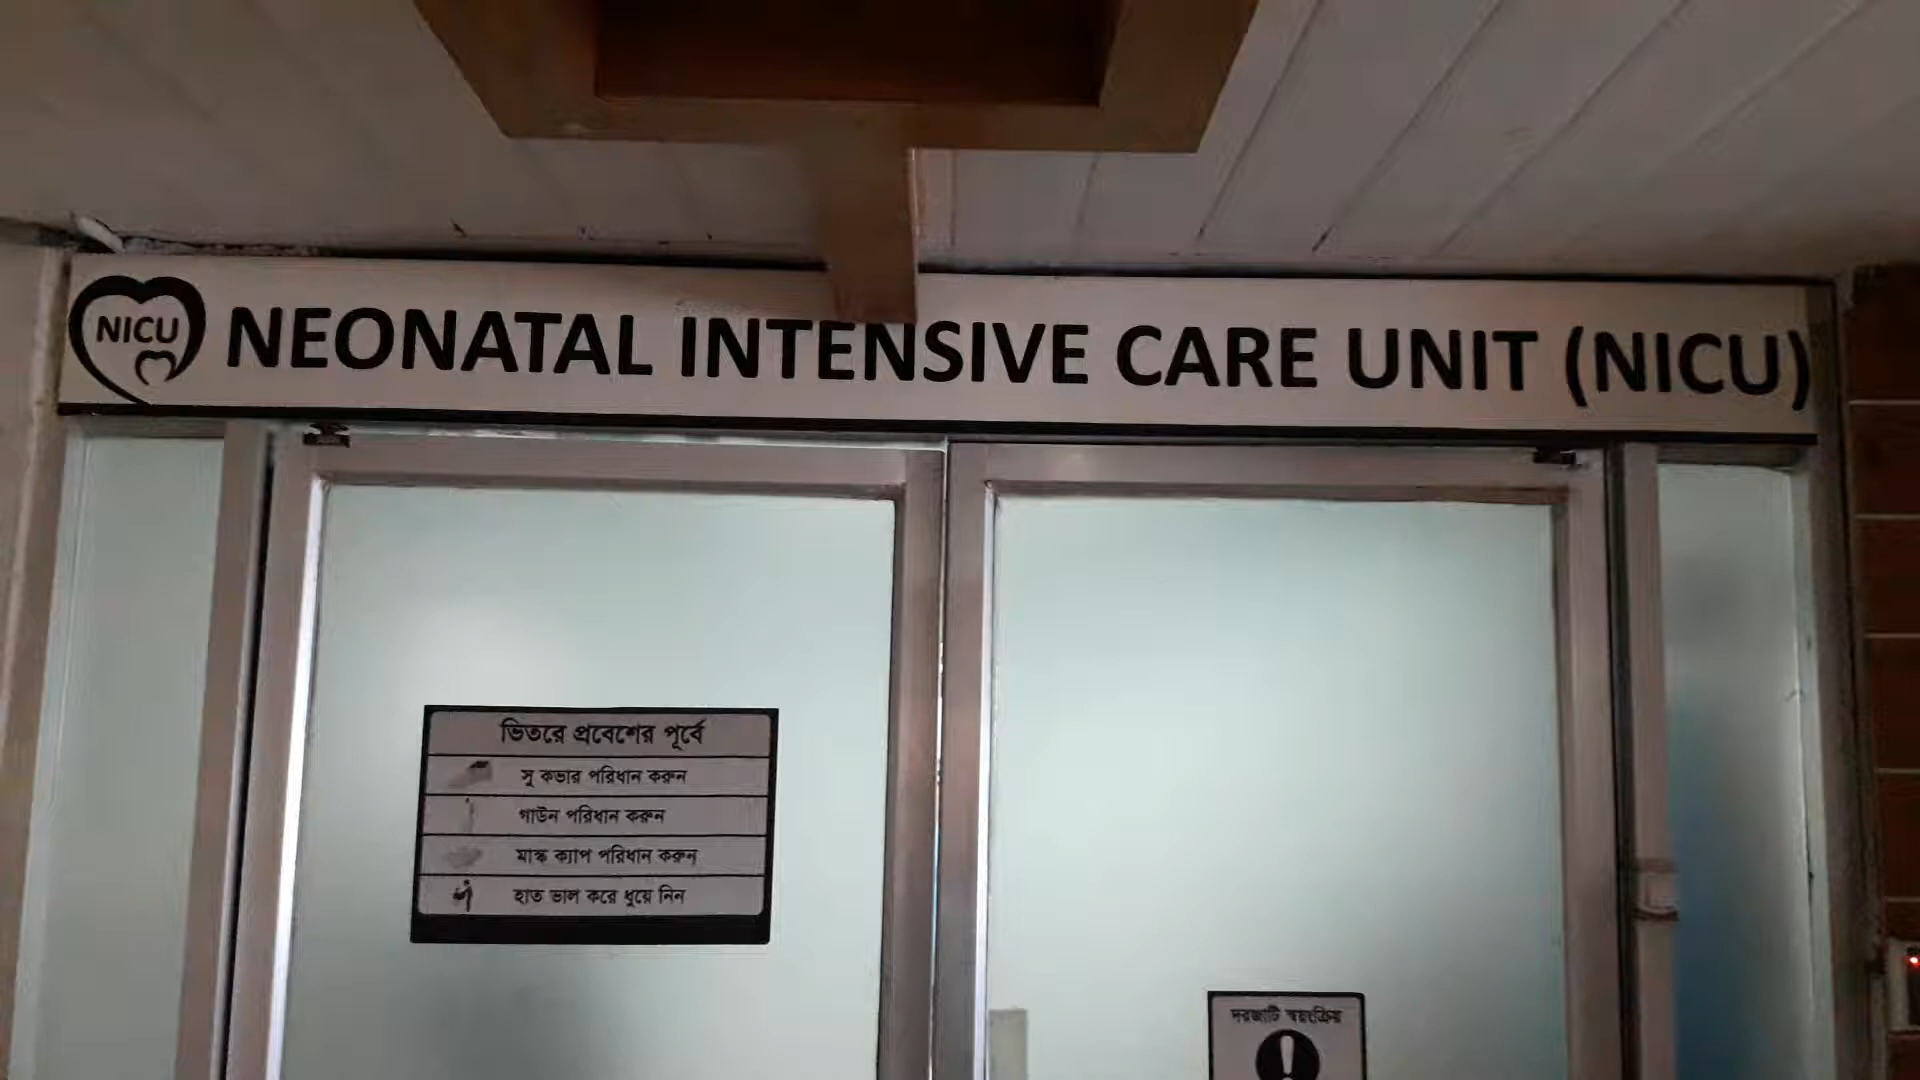 NICU
NEONATAL INTENSIVE CARE UNIT (NICU)
ভিতরে প্রবেশের পূর্বে
সু কভার পরিধান করুন
গাউন পরিধান করুন
মাস্ক ক্যাপ পরিধান করুন
হাত ভাল করে ধুয়ে নিন
দরজাটি স্বয়ংক্রিয়